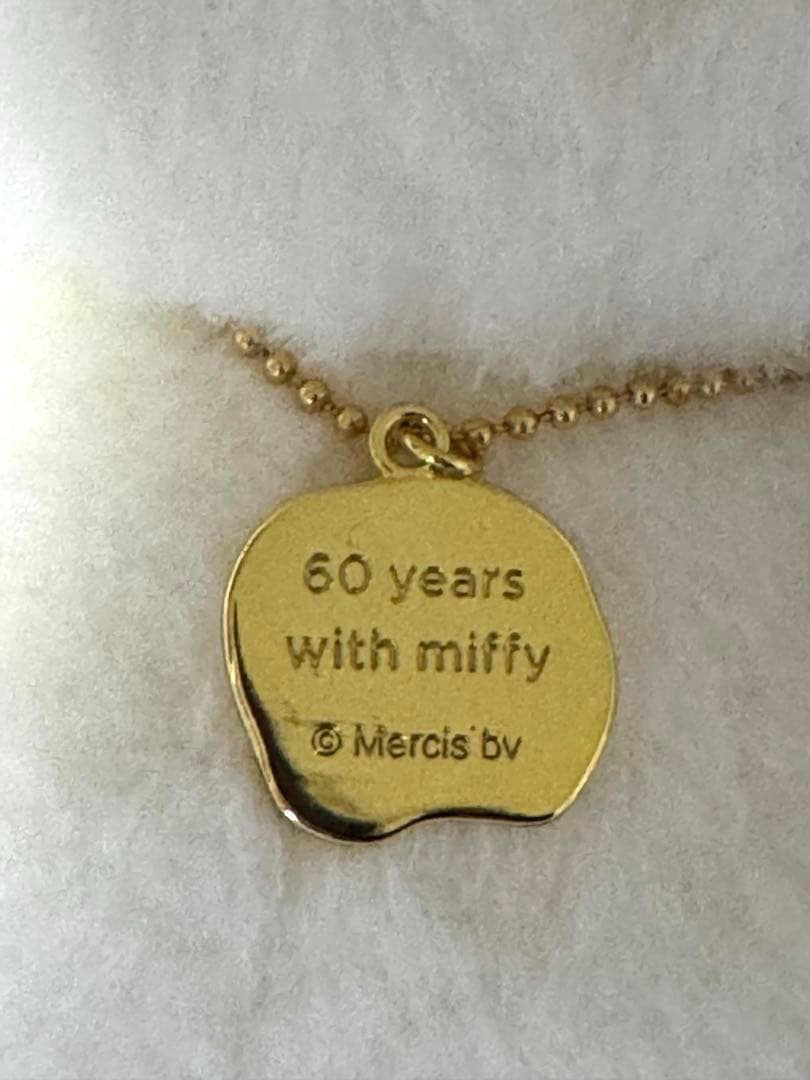 60 years
with miffy
© Mercis bv